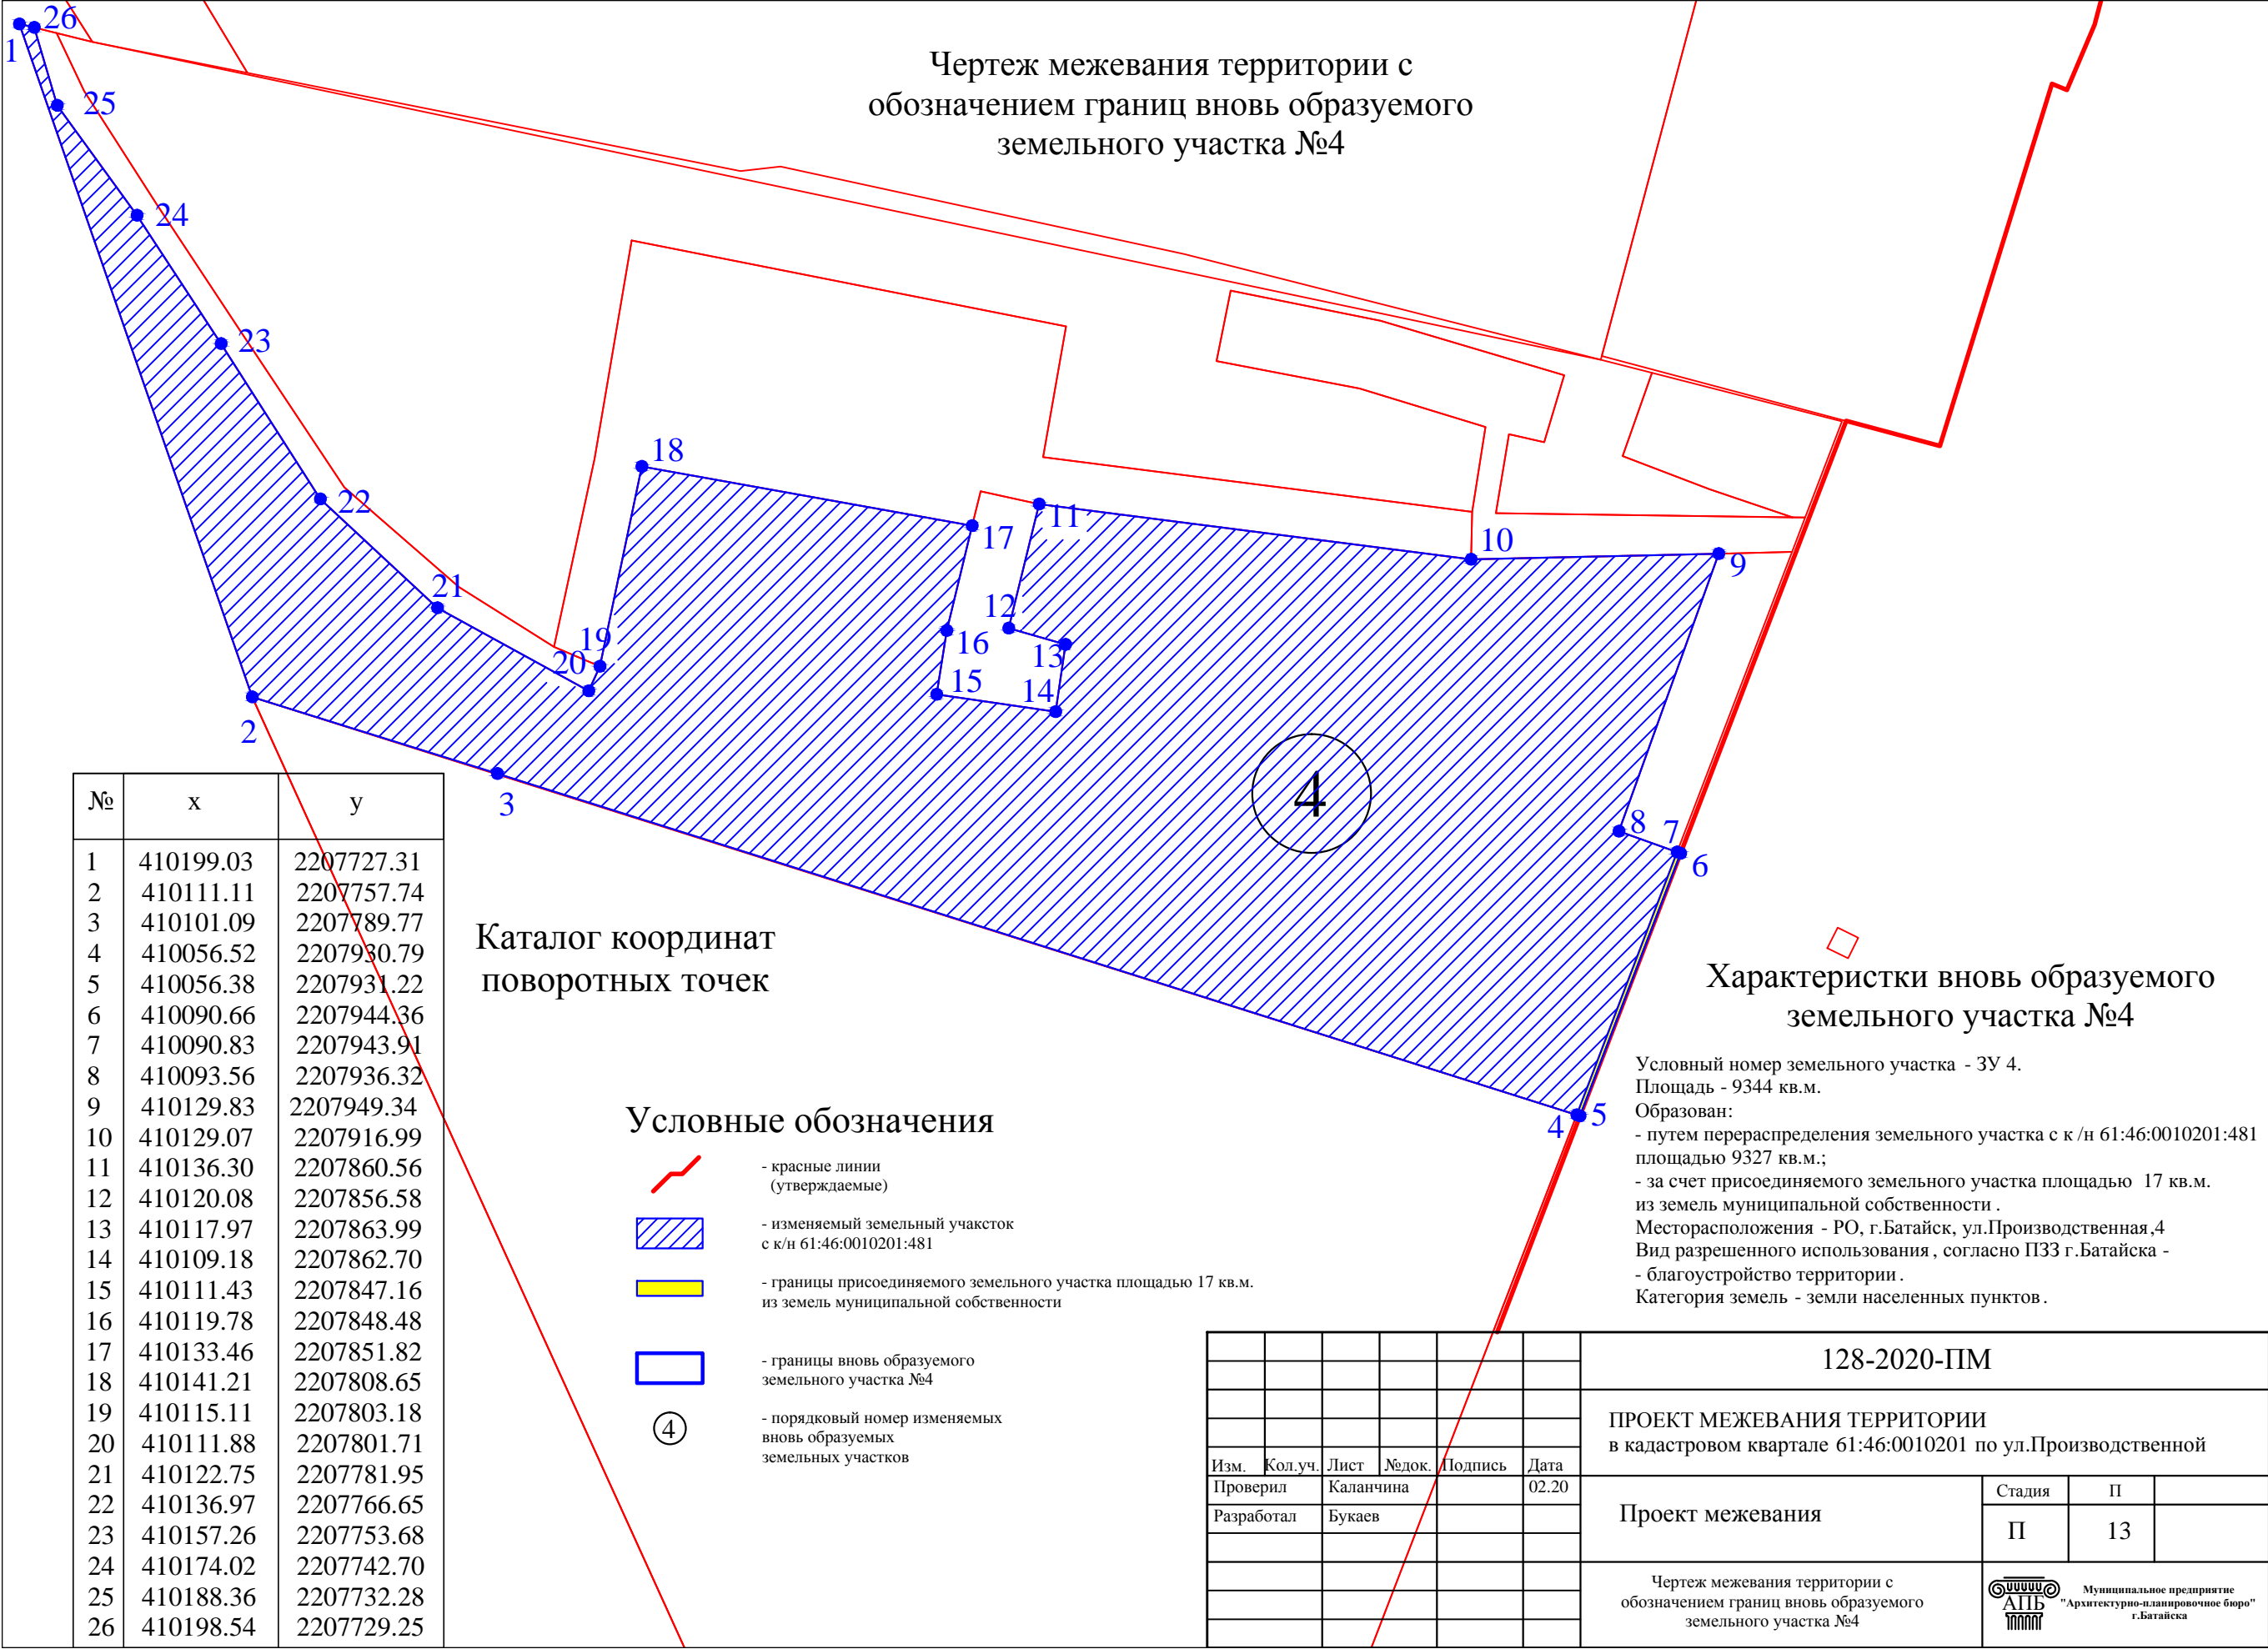 Чертеж межевания территории с
обозначением границ вновь образуемого
земельного участка №4
1
26
25
24
23
22
21
20
19
18
17
16
15
14
13
12
11
10
9
8
7
6
5
4
3
2
4
№ x y
1 410199.03 2207727.31
2 410111.11 2207757.74
3 410101.09 2207789.77
4 410056.52 2207930.79
5 410056.38 2207931.22
6 410090.66 2207944.36
7 410090.83 2207943.91
8 410093.56 2207936.32
9 410129.83 2207949.34
10 410129.07 2207916.99
11 410136.30 2207860.56
12 410120.08 2207856.58
13 410117.97 2207863.99
14 410109.18 2207862.70
15 410111.43 2207847.16
16 410119.78 2207848.48
17 410133.46 2207851.82
18 410141.21 2207808.65
19 410115.11 2207803.18
20 410111.88 2207801.71
21 410122.75 2207781.95
22 410136.97 2207766.65
23 410157.26 2207753.68
24 410174.02 2207742.70
25 410188.36 2207732.28
26 410198.54 2207729.25
Каталог координат
поворотных точек
Условные обозначения
- красные линии
(утверждаемые)
- изменяемый земельный учаксток
с к/н 61:46:0010201:481
- границы присоединяемого земельного участка площадью 17 кв.м.
из земель муниципальной собственности
- границы вновь образуемого
земельного участка №4
4
- порядковый номер изменяемых
вновь образуемых
земельных участков
Характеристки вновь образуемого
земельного участка №4
Условный номер земельного участка - ЗУ 4.
Площадь - 9344 кв.м.
Образован:
- путем перераспределения земельного участка с к/н 61:46:0010201:481
площадью 9327 кв.м.;
- за счет присоединяемого земельного участка площадью 17 кв.м.
из земель муниципальной собственности.
Месторасположения - РО, г.Батайск, ул.Производственная,4
Вид разрешенного использования, согласно ПЗЗ г.Батайска -
- благоустройство территории.
Категория земель - земли населенных пунктов.
128-2020-ПМ
ПРОЕКТ МЕЖЕВАНИЯ ТЕРРИТОРИИ
в кадастровом квартале 61:46:0010201 по ул.Производственной
Изм. Кол.уч. Лист №док. Подпись Дата
Проверил Каланчина 02.20
Разработал Букаев
Проект межевания
Стадия П
П 13
Чертеж межевания территории с
обозначением границ вновь образуемого
земельного участка №4
АПБ
Муниципальное предприятие
"Архитектурно-планировочное бюро"
г.Батайска